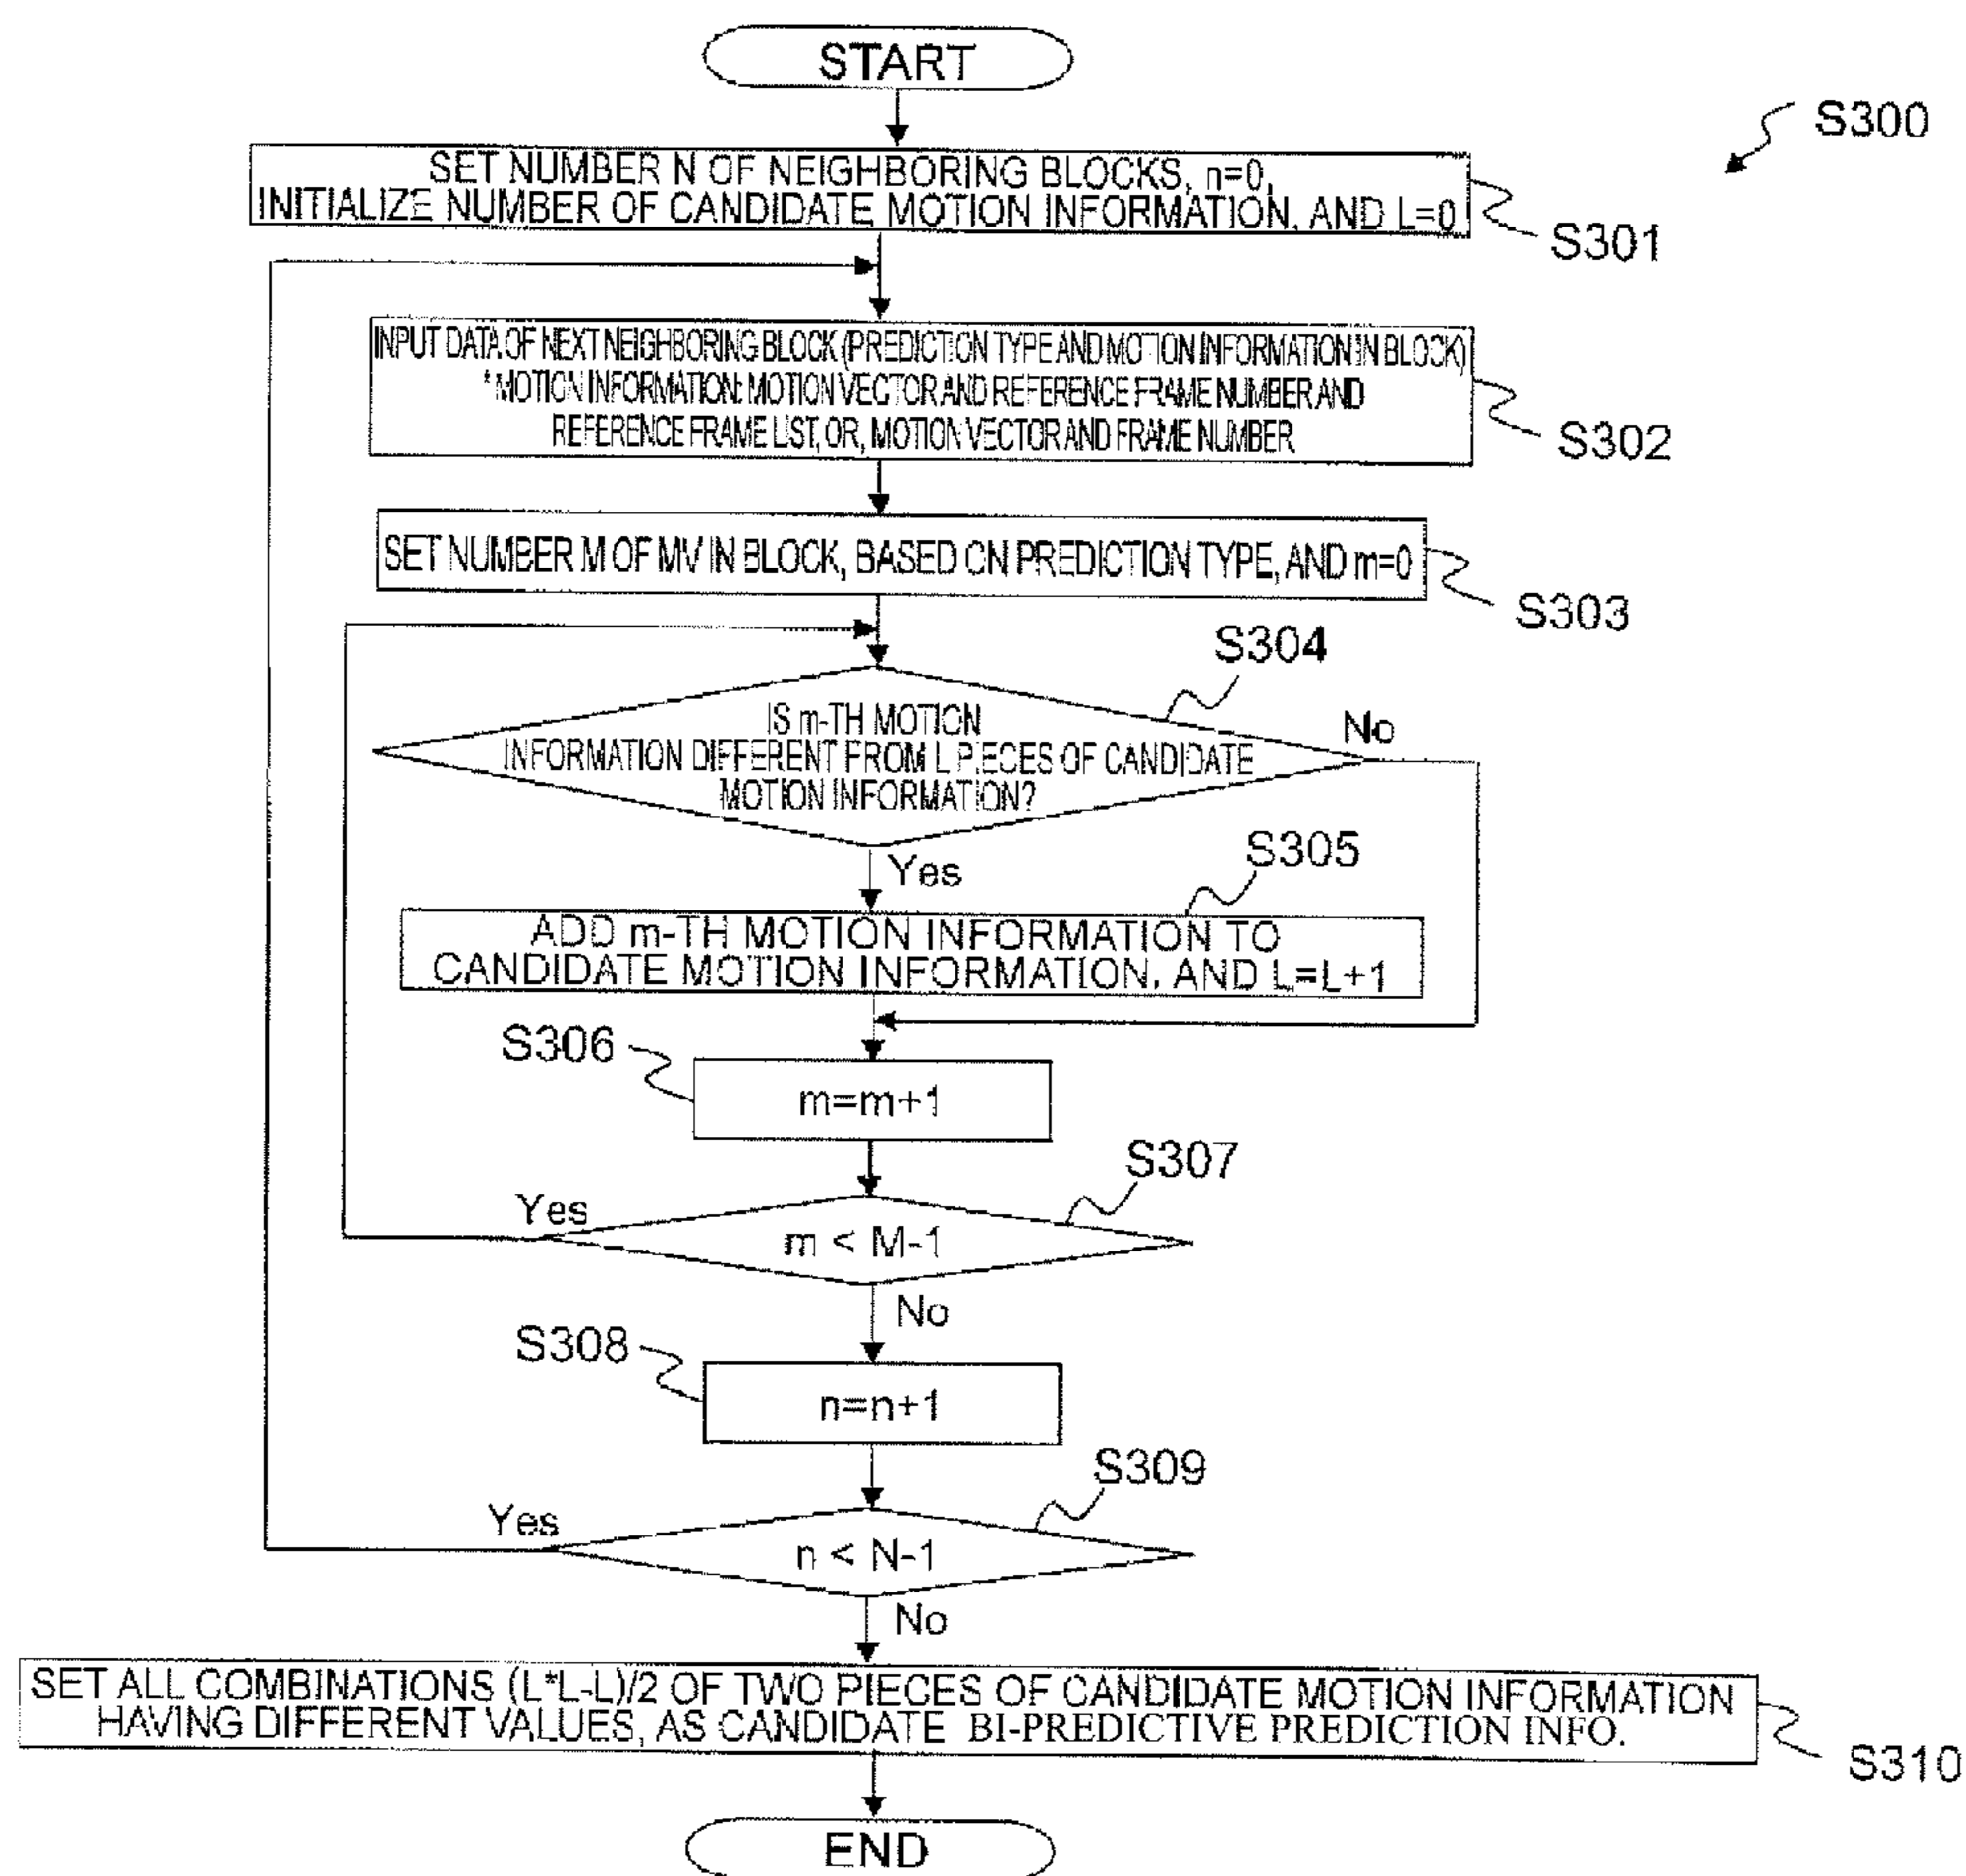 START
S300
SET NUMBER N OF NEIGHBORING BLOCKS, n=0,
INITIALIZE NUMBER OF CANDIDATE MOTION INFORMATION, AND L=0
S301
INPUT DATA OF NEXT NEIGHBORING BLOCK (PREDICTION TYPE AND MOTION INFORMATION IN BLOCK)
* MOTION INFORMATION: MOTION VECTOR AND REFERENCE FRAME NUMBER AND
REFERENCE FRAME LIST, OR, MOTION VECTOR AND FRAME NUMBER
S302
SET NUMBER M OF MV IN BLOCK, BASED ON PREDICTION TYPE, AND m=0
S303
S304
IS m-TH MOTION
INFORMATION DIFFERENT FROM L PIECES OF CANDIDATE
MOTION INFORMATION?
No
Yes
S305
ADD m-TH MOTION INFORMATION TO
CANDIDATE MOTION INFORMATION, AND L=L+1
S306
m=m+1
S307
Yes
m < M-1
No
S308
n=n+1
S309
Yes
n < N-1
No
SET ALL COMBINATIONS (L*L-L)/2 OF TWO PIECES OF CANDIDATE MOTION INFORMATION
HAVING DIFFERENT VALUES, AS CANDIDATE BI-PREDICTIVE PREDICTION INFO.
S310
END